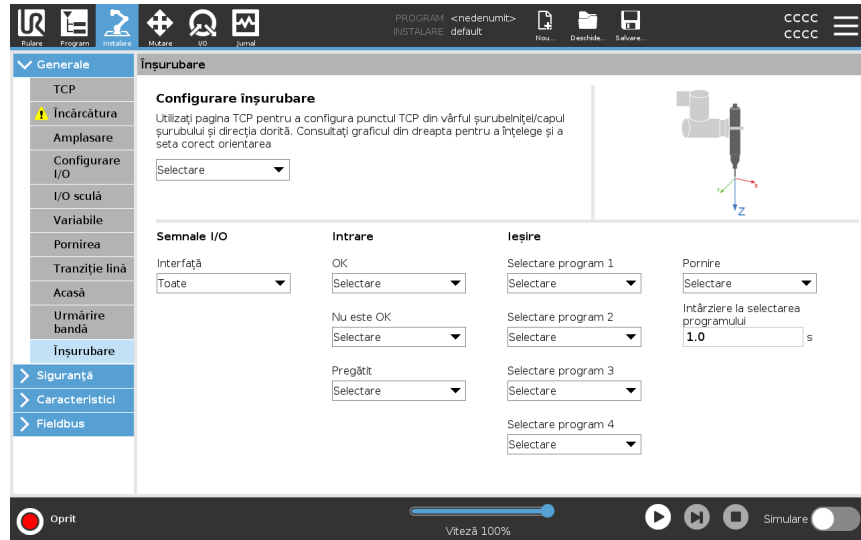 PROGRAM <nedenumit>
INSTALARE default
Rulare
Program
Instalare
Mutare
I/O
Jurnal
Nou...
Deschide...
Salvare...
CCCC
CCCC
Generale
TCP
Încărcătura
Amplasare
Configurare
I/O
I/O sculă
Variabile
Pornirea
Tranziție lină
Acasă
Urmărire
bandă
Înșurubare
Siguranță
Caracteristici
Fieldbus
Înșurubare
Configurare înșurubare
Utilizați pagina TCP pentru a configura punctul TCP din vârful șurubelniței/capul
șurubului și direcția dorită. Consultați graficul din dreapta pentru a înțelege și a
seta corect orientarea
Selectare
Y
X
Z
Semnale I/O
Interfață
Toate
Intrare
OK
Selectare
Nu este OK
Selectare
Pregătit
Selectare
Ieșire
Selectare program 1
Selectare
Selectare program 2
Selectare
Selectare program 3
Selectare
Selectare program 4
Selectare
Pornire
Selectare
Întârziere la selectarea
programului
1.0 s
Oprit
Viteză 100%
Simulare